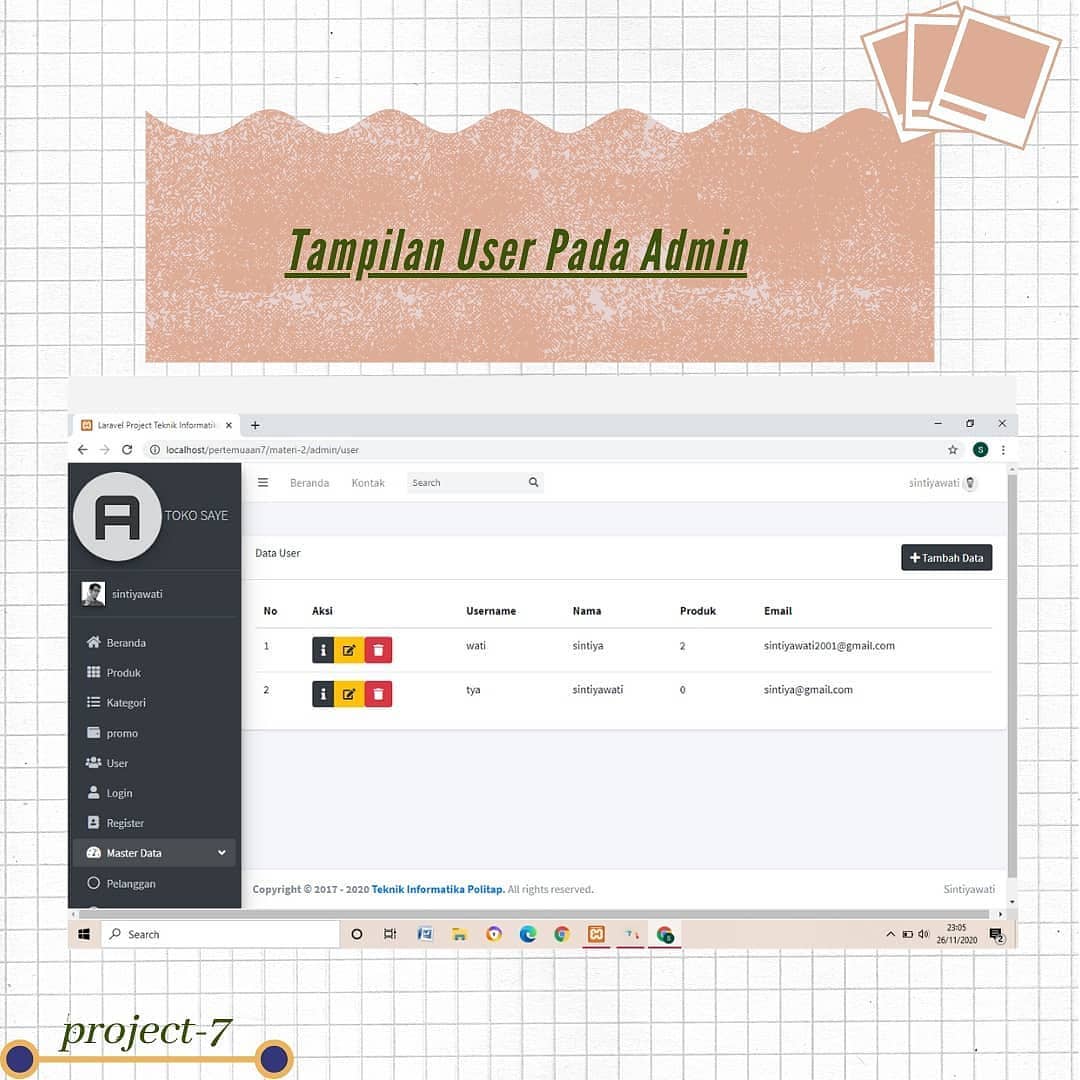 Tampilan User Pada Admin
Laravel Project Teknik Informatik
localhost/pertemuaan7/materi-2/admin/user
S
A TOKO SAYE
Beranda Kontak Search sintiyawati
Data User
Tambah Data
sintiyawati
No Aksi Username Nama Produk Email
1 wati sintiya 2 sintiyawati2001@gmail.com
2 tya sintiyawati 0 sintiya@gmail.com
Beranda
Produk
Kategori
promo
User
Login
Register
Master Data
Pelanggan
Copyright © 2017 - 2020 Teknik Informatika Politap. All rights reserved. Sintiyawati
Search
23:05
26/11/2020
2
project-7